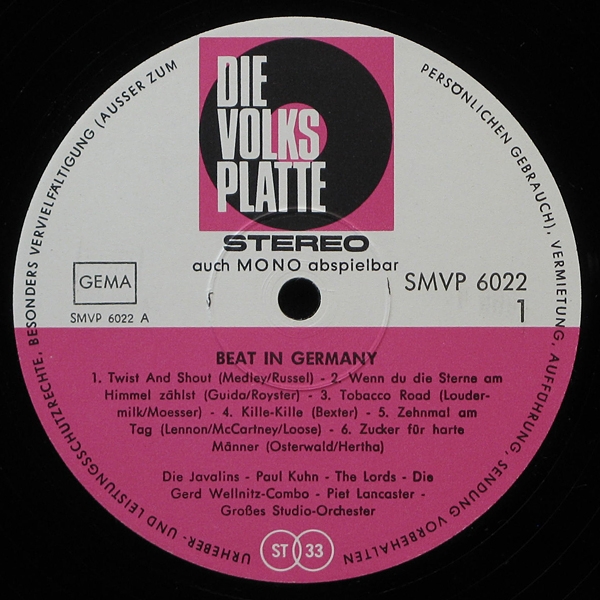 DIE
VOLKS
PLATTE
STEREO
auch MONO abspielbar
GEMA
SMVP 6022 A
SMVP 6022
1
BEAT IN GERMANY
1. Twist And Shout (Medley/Russel) - 2. Wenn du die Sterne am
Himmel zählst (Guido/Royster) - 3. Tobacco Road (Louder-
milk/Moesser) - 4. Kille-Kille (Bexter) - 5. Zehnmal am
Tag (Lennon/McCartney/Loose) - 6. Zucker für harte
Männer (Osterwald/Hertha)
Die Javalins - Paul Kuhn - The Lords - Die
Gerd Wellnitz-Combo - Piet Lancaster -
Großes Studio-Orchester
ST 33
URHEBER- UND LEISTUNGSSCHUTZRECHTE, BESONDERS VERVIELFÄLTIGUNG (AUSSER ZUM PERSÖNLICHEN GEBRAUCH), VERMIETUNG, AUFFÜHRUNG, SENDUNG VORBEHALTEN